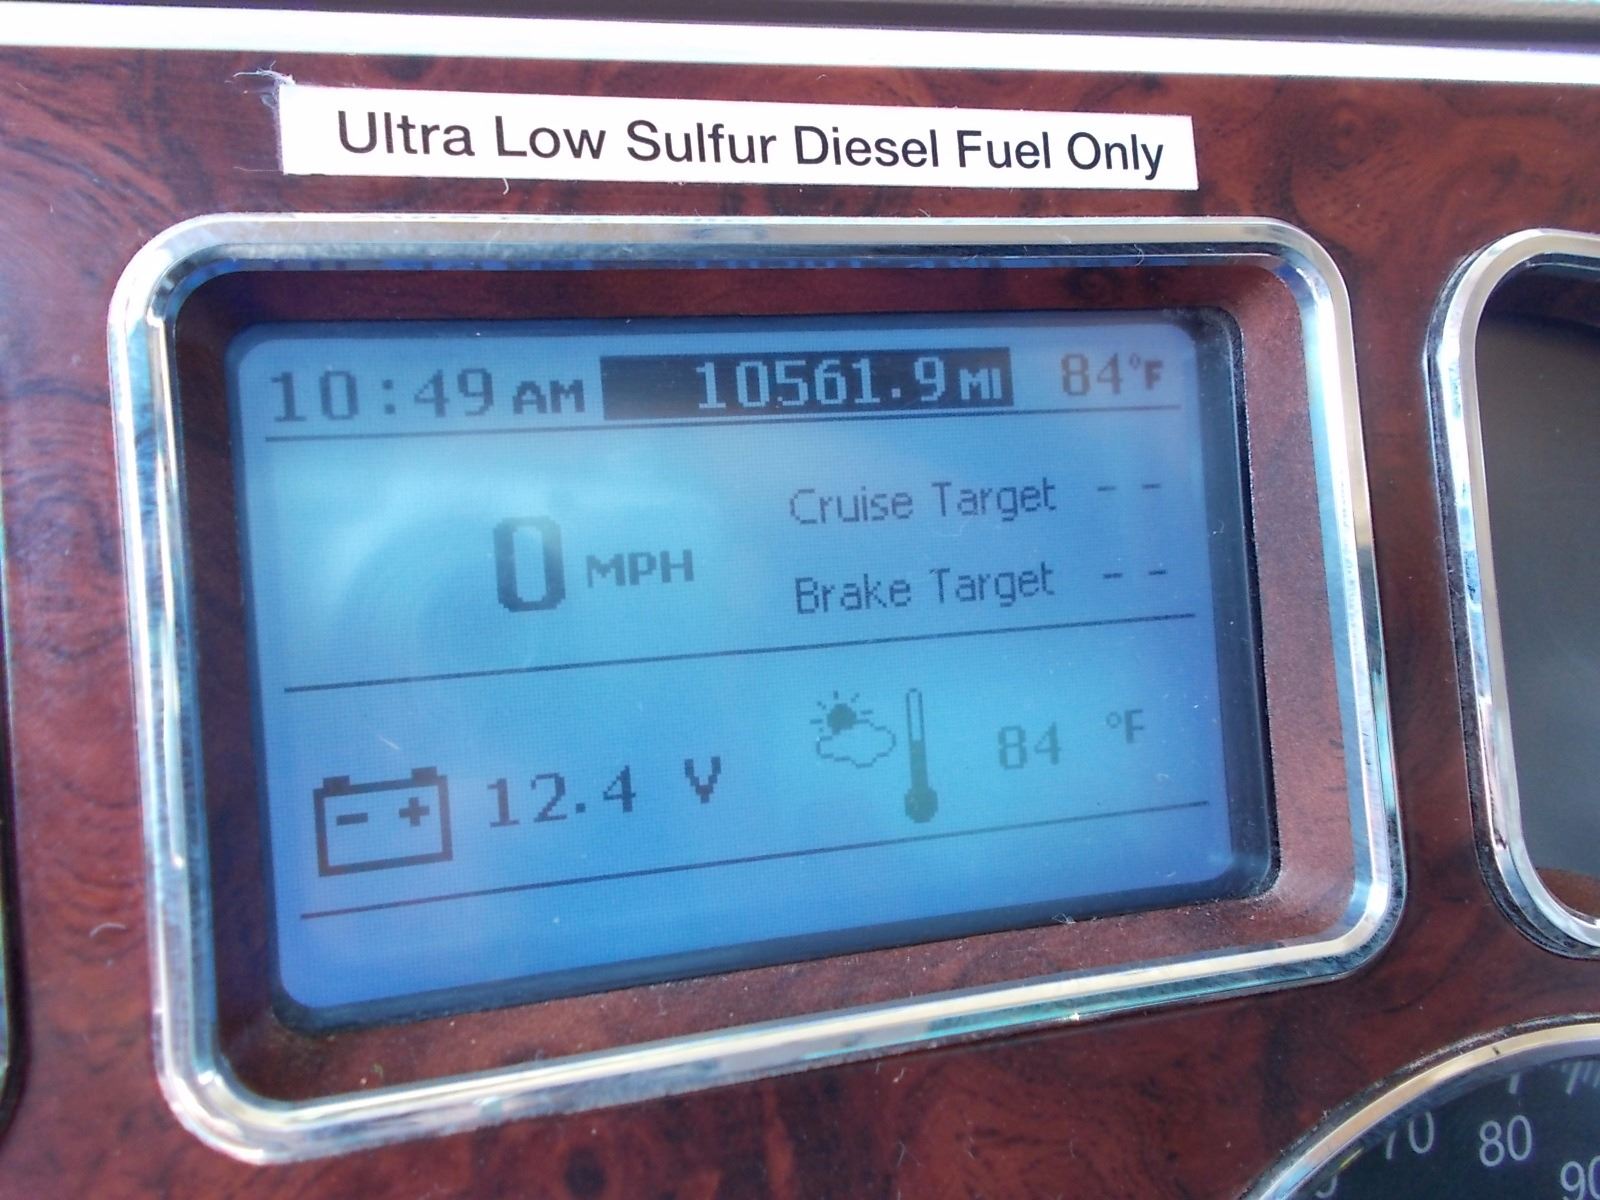 Ultra Low Sulfur Diesel Fuel Only
10:49 AM 10561.9 MI 84°F
Cruise Target - -
0 MPH
Brake Target - -
- + 12.4 V 84 °F
70 80 90